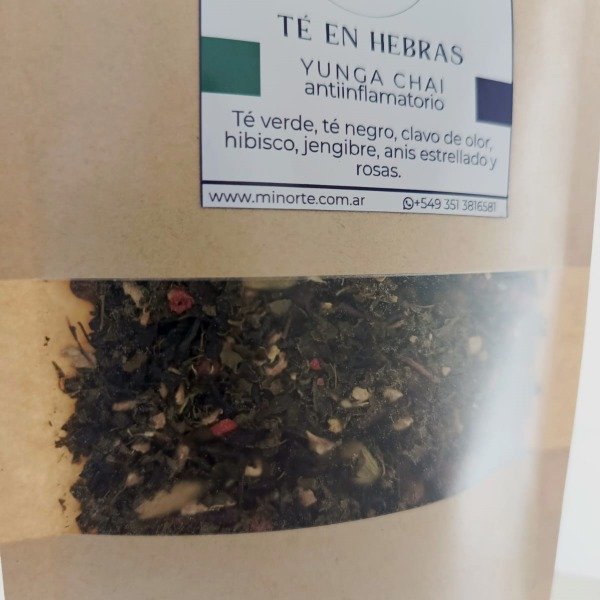 TÉ EN HEBRAS
YUNGA CHAI
antiinflamatorio
Té verde, té negro, clavo de olor,
hibisco, jengibre, anis estrellado y
rosas.
www.minorte.com.ar +549 351 3816581